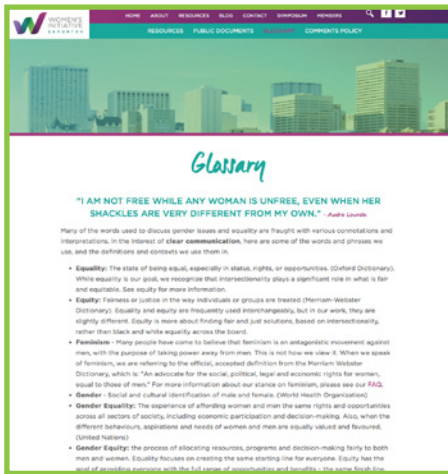 WOMEN'S
INITIATIVE
EDMONTON
HOME ABOUT RESOURCES BLOG CONTACT SYMPOSIUM MEMBERS
RESOURCES PUBLIC DOCUMENTS GLOSSARY COMMENTS POLICY
Glossary
"I AM NOT FREE WHILE ANY WOMAN IS UNFREE, EVEN WHEN HER
SHACKLES ARE VERY DIFFERENT FROM MY OWN." - Audre Lourde
Many of the words used to discuss gender issues and equality are fraught with various connotations and
interpretations. In the interest of clear communication, here are some of the words and phrases we
use, and the definitions and contexts we use them in.
• Equality: The state of being equal, especially in status, rights, or opportunities. (Oxford Dictionary).
While equality is our goal, we recognize that intersectionality plays a significant role in what is fair
and equitable. See equity for more information.
• Equity: Fairness or justice in the way individuals or groups are treated (Merriam-Webster
Dictionary). Equality and equity are frequently used interchangeably, but in our work, they are
slightly different. Equity is more about finding fair and just solutions, based on intersectionality,
rather than black and white equality across the board.
• Feminism - Many people have come to believe that feminism is an antagonistic movement against
men, with the purpose of taking power away from men. This is not how we view it. When we speak
of feminism, we are referring to the official, accepted definition from the Merriam Webster
Dictionary, which is: "An advocate for the social, political, legal and economic rights for women,
equal to those of men." For more information about our stance on feminism, please see our FAQ.
• Gender - Social and cultural identification of male and female. (World Health Organization)
• Gender Equality: The experience of affording women and men the same rights and opportunities
across all sectors of society, including economic participation and decision-making. Also, when the
different behaviours, aspirations and needs of women and men are equally valued and favoured.
(United Nations)
• Gender Equity: the process of allocating resources, programs and decision-making fairly to both
men and women. Equality focuses on creating the same starting line for everyone. Equity has the
goal of providing everyone with the full range of opportunities and benefits - the same finish line.